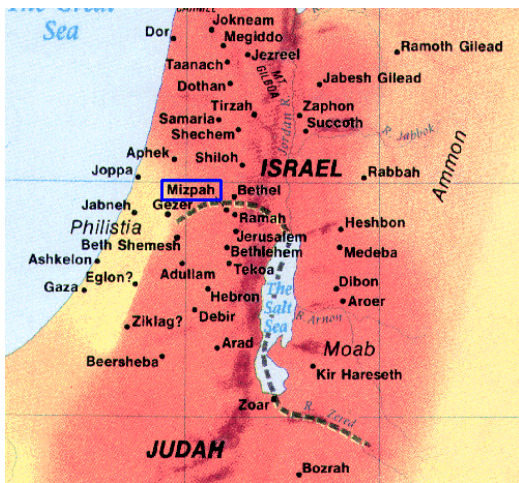 The Great
Sea
CARMEL
Jokneam
Dor
Megiddo
Ramoth Gilead
Jezreel
Taanach
MT.
GILBOA
Dothan
Jabesh Gilead
Tirzah
Zaphon
Samaria
Succoth
Shechem
Jordan R.
R. Jabbok
Aphek
Shiloh
ISRAEL
Ammon
Joppa
Rabbah
Mizpah
Bethel
Jabneh
Gezer
Ramah
Philistia
Heshbon
Beth Shemesh
Jerusalem
Bethlehem
Medeba
Ashkelon
Adullam
Tekoa
Eglon?
Gaza
The
Salt
Sea
Dibon
Hebron
Aroer
Debir
R. Arnon
Ziklag?
Arad
Moab
Beersheba
Kir Hareseth
Zoar
R. Zered
JUDAH
Bozrah